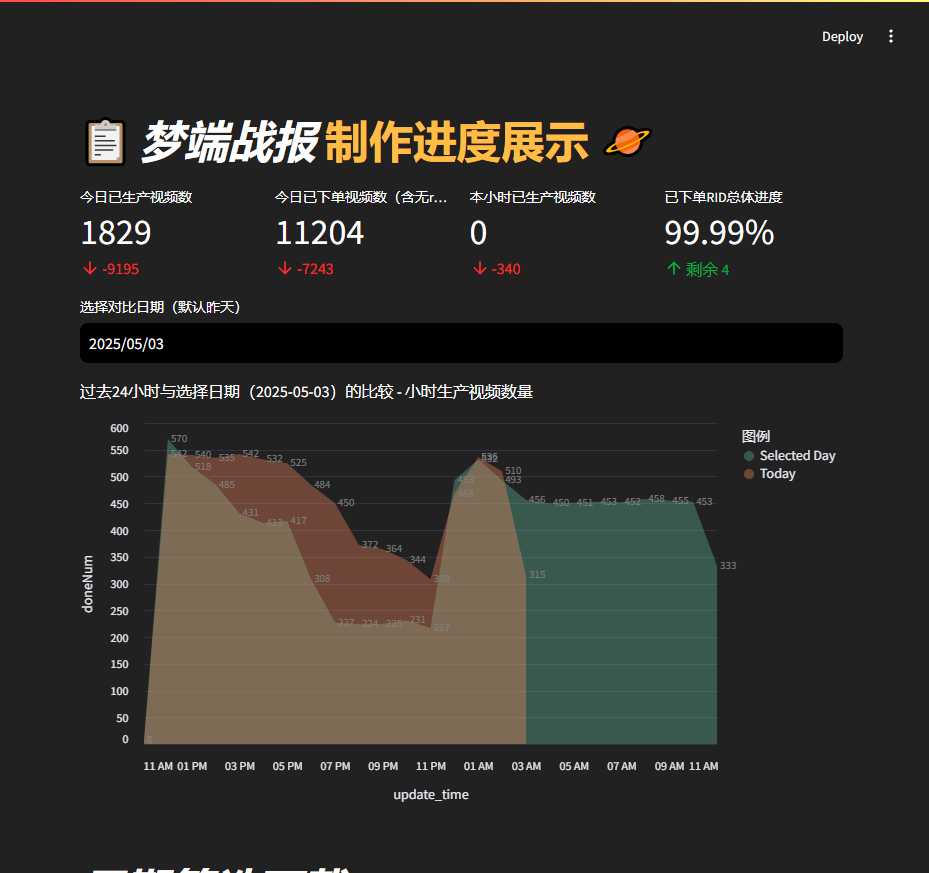 Deploy
梦端战报 制作进度展示
今日已生产视频数
1829
-9195
今日已下单视频数（含无r...
11204
-7243
本小时已生产视频数
0
-340
已下单RID总体进度
99.99%
剩余 4
选择对比日期（默认昨天）
2025/05/03
过去24小时与选择日期（2025-05-03）的比较 - 小时生产视频数量
图例
Selected Day
Today
doneNum
600
550
500
450
400
350
300
250
200
150
100
50
0
570
542 540 535 542 532 525 484 450 372 364 344 308
518 485 431 413 417 308 227 224 225 231 217
493 468 532 510 493
456 450 451 453 452 458 455 453 333
315
11 AM 01 PM 03 PM 05 PM 07 PM 09 PM 11 PM 01 AM 03 AM 05 AM 07 AM 09 AM 11 AM
update_time